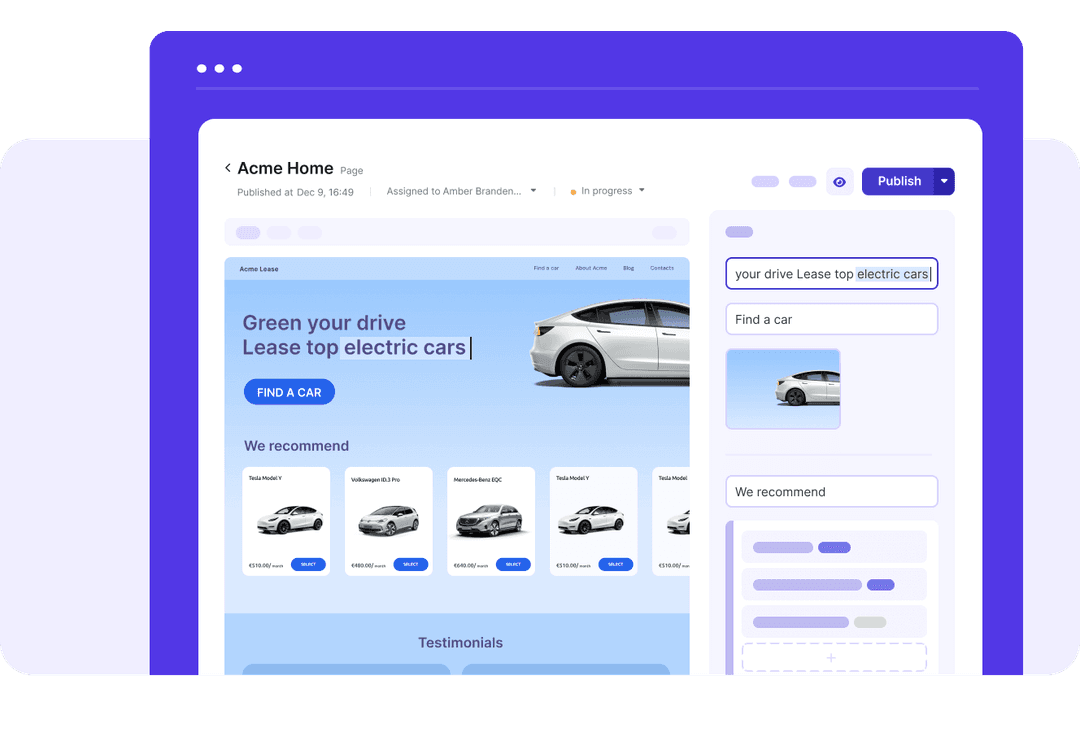 Acme Home Page
Published at Dec 9, 16:49
Assigned to Amber Branden...
In progress
Publish
Acme Lease
Find a car
About Acme
Blog
Contacts
Green your drive
Lease top electric cars
FIND A CAR
We recommend
Tesla Model Y
€510.00/ month
SELECT
Volkswagen ID.3 Pro
€480.00/ month
SELECT
Mercedes-Benz EQC
€640.00/ month
SELECT
Tesla Model Y
€510.00/ month
SELECT
Tesla Model
Testimonials
your drive Lease top electric cars
Find a car
We recommend